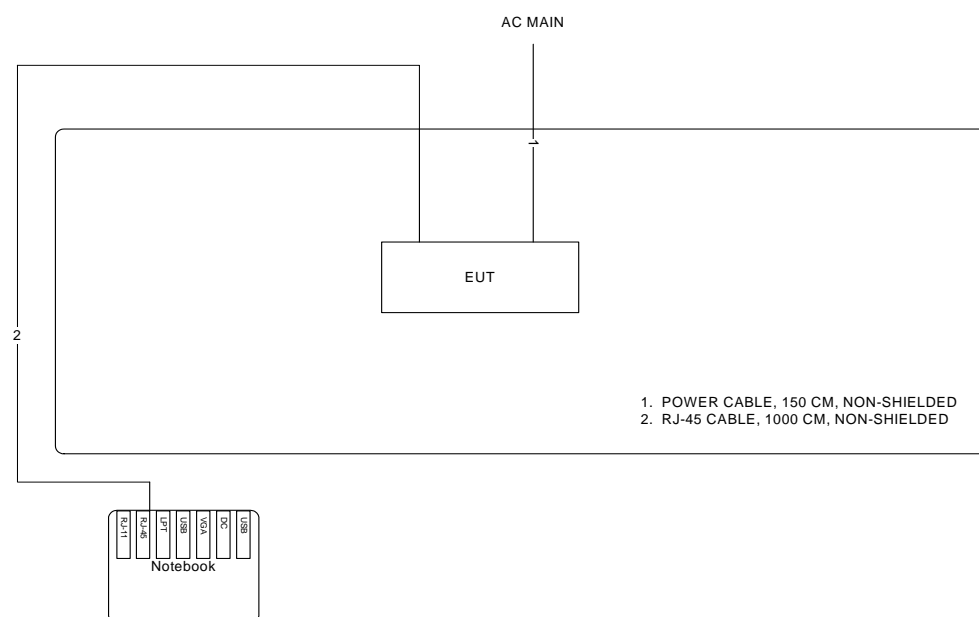 AC MAIN
1
EUT
2
1. POWER CABLE, 150 CM, NON-SHIELDED
2. RJ-45 CABLE, 1000 CM, NON-SHIELDED
RJ-11
RJ-45
LPT
USB
VGA
DC
USB
Notebook